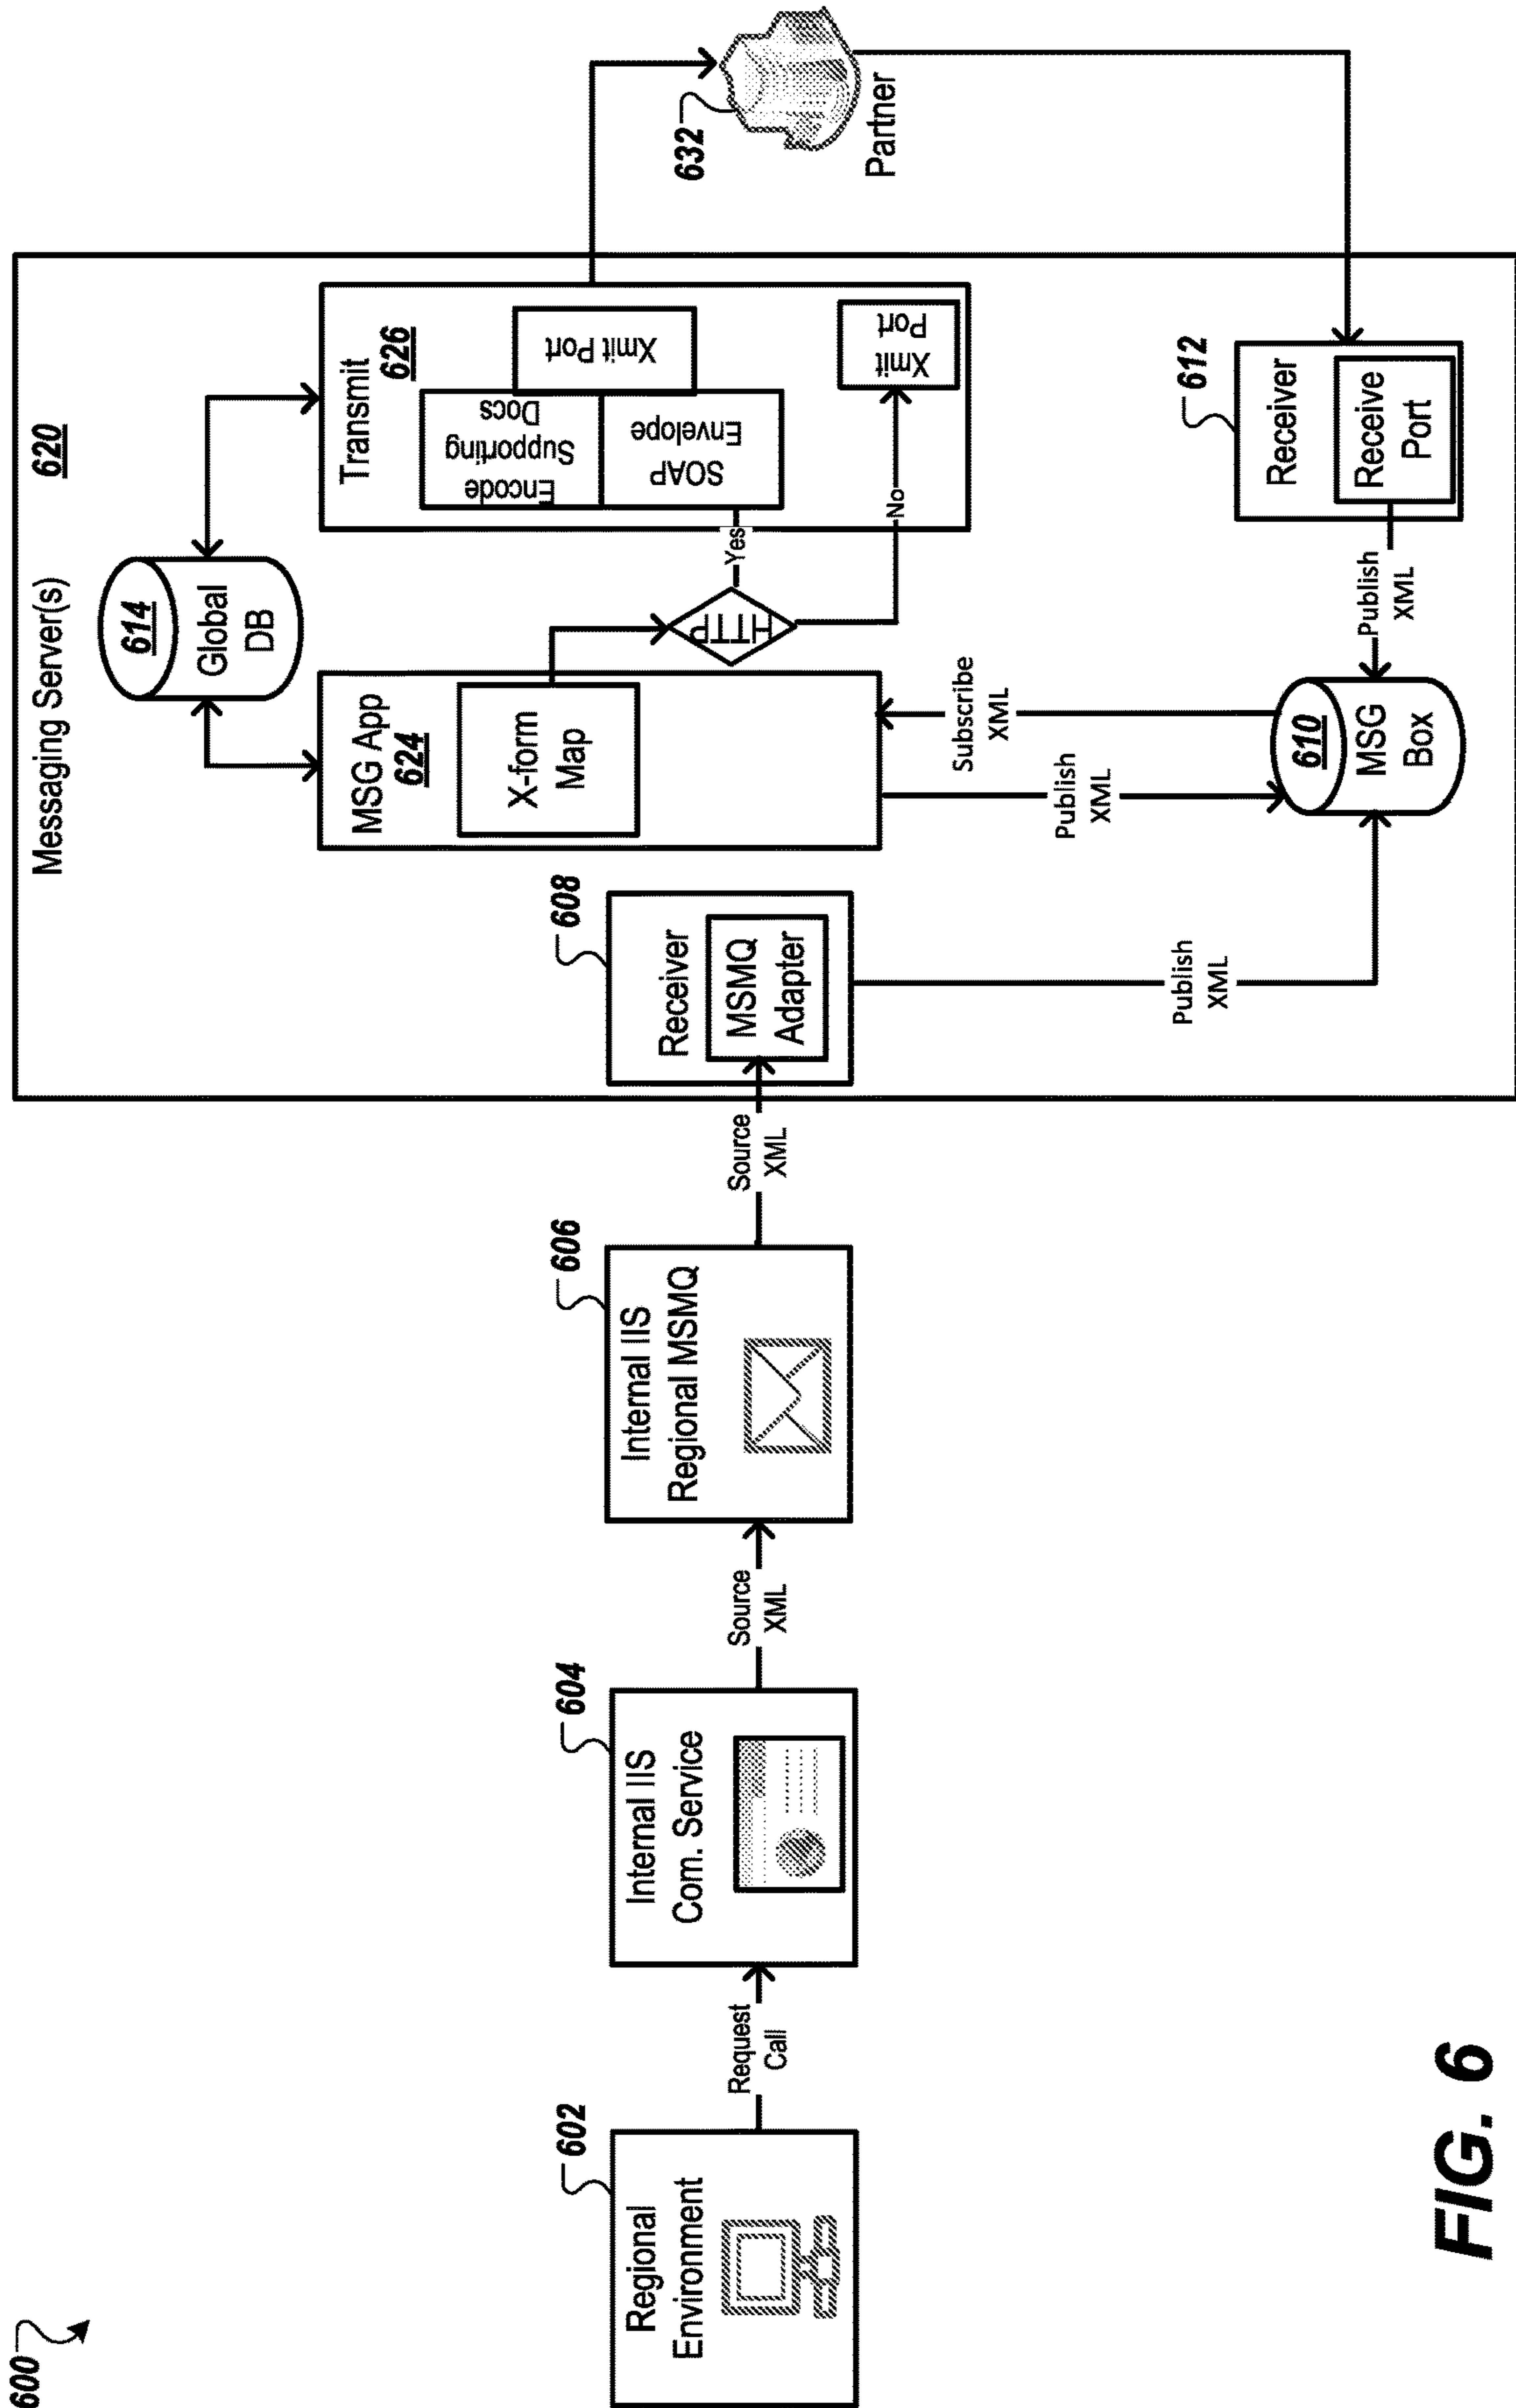 600
Regional
Environment
602
Request
Call
Internal IIS
Com. Service
604
Source
XML
Internal IIS
Regional MSMQ
606
Source
XML
Messaging Server(s)
620
Receiver
MSMQ
Adapter
608
Publish
XML
MSG App
624
X-form
Map
614
Global
DB
HTTP
Yes
No
Transmit
626
Encode
Supporting
Docs
SOAP
Envelope
Xmit Port
Xmit
Port
Subscribe
XML
Publish
XML
610
MSG
Box
Publish
XML
Receiver
612
Receive
Port
632
Partner
FIG. 6